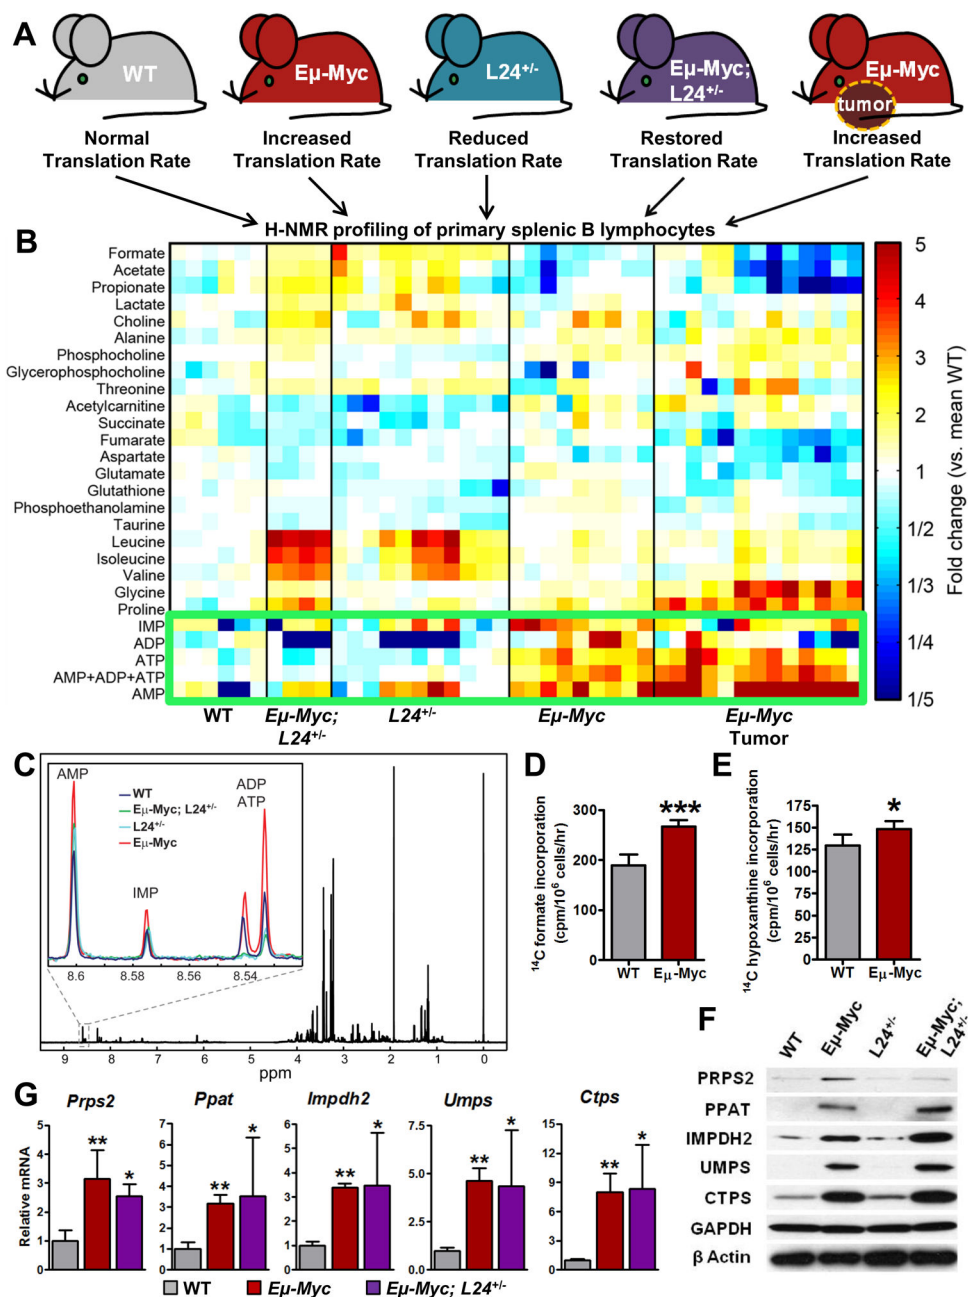 A
WT
Eμ-Myc
L24+/-
Eμ-Myc;
L24+/-
Eμ-Myc
tumor
Normal
Translation Rate
Increased
Translation Rate
Reduced
Translation Rate
Restored
Translation Rate
Increased
Translation Rate
H-NMR profiling of primary splenic B lymphocytes
B
Formate
Acetate
Propionate
Lactate
Choline
Alanine
Phosphocholine
Glycerophosphocholine
Threonine
Acetylcarnitine
Succinate
Fumarate
Aspartate
Glutamate
Glutathione
Phosphoethanolamine
Taurine
Leucine
Isoleucine
Valine
Glycine
Proline
IMP
ADP
ATP
AMP+ADP+ATP
AMP
WT
Eμ-Myc;
L24+/-
L24+/-
Eμ-Myc
Eμ-Myc
Tumor
5
4
3
2
1
1/2
1/3
1/4
1/5
Fold change (vs. mean WT)
C
AMP
IMP
ADP
ATP
WT
Eμ-Myc; L24+/-
L24+/-
Eμ-Myc
8.6 8.58 8.56 8.54
9 8 7 6 5 4 3 2 1 0
ppm
D
14C formate incorporation
(cpm/10^6 cells/hr)
300
200
100
0
***
WT Eμ-Myc
E
14C hypoxanthine incorporation
(cpm/10^6 cells/hr)
175
150
125
100
75
50
25
0
*
WT Eμ-Myc
F
WT
Eμ-Myc
L24+/-
Eμ-Myc;
L24+/-
PRPS2
PPAT
IMPDH2
UMPS
CTPS
GAPDH
β Actin
G
Relative mRNA
Prps2
5
4
3
2
1
0
**
*
Ppat
7
6
5
4
3
2
1
0
**
*
Impdh2
6
5
4
3
2
1
0
**
*
Umps
7.5
5.0
2.5
0.0
**
*
Ctps
15
10
5
0
**
*
WT
Eμ-Myc
Eμ-Myc; L24+/-